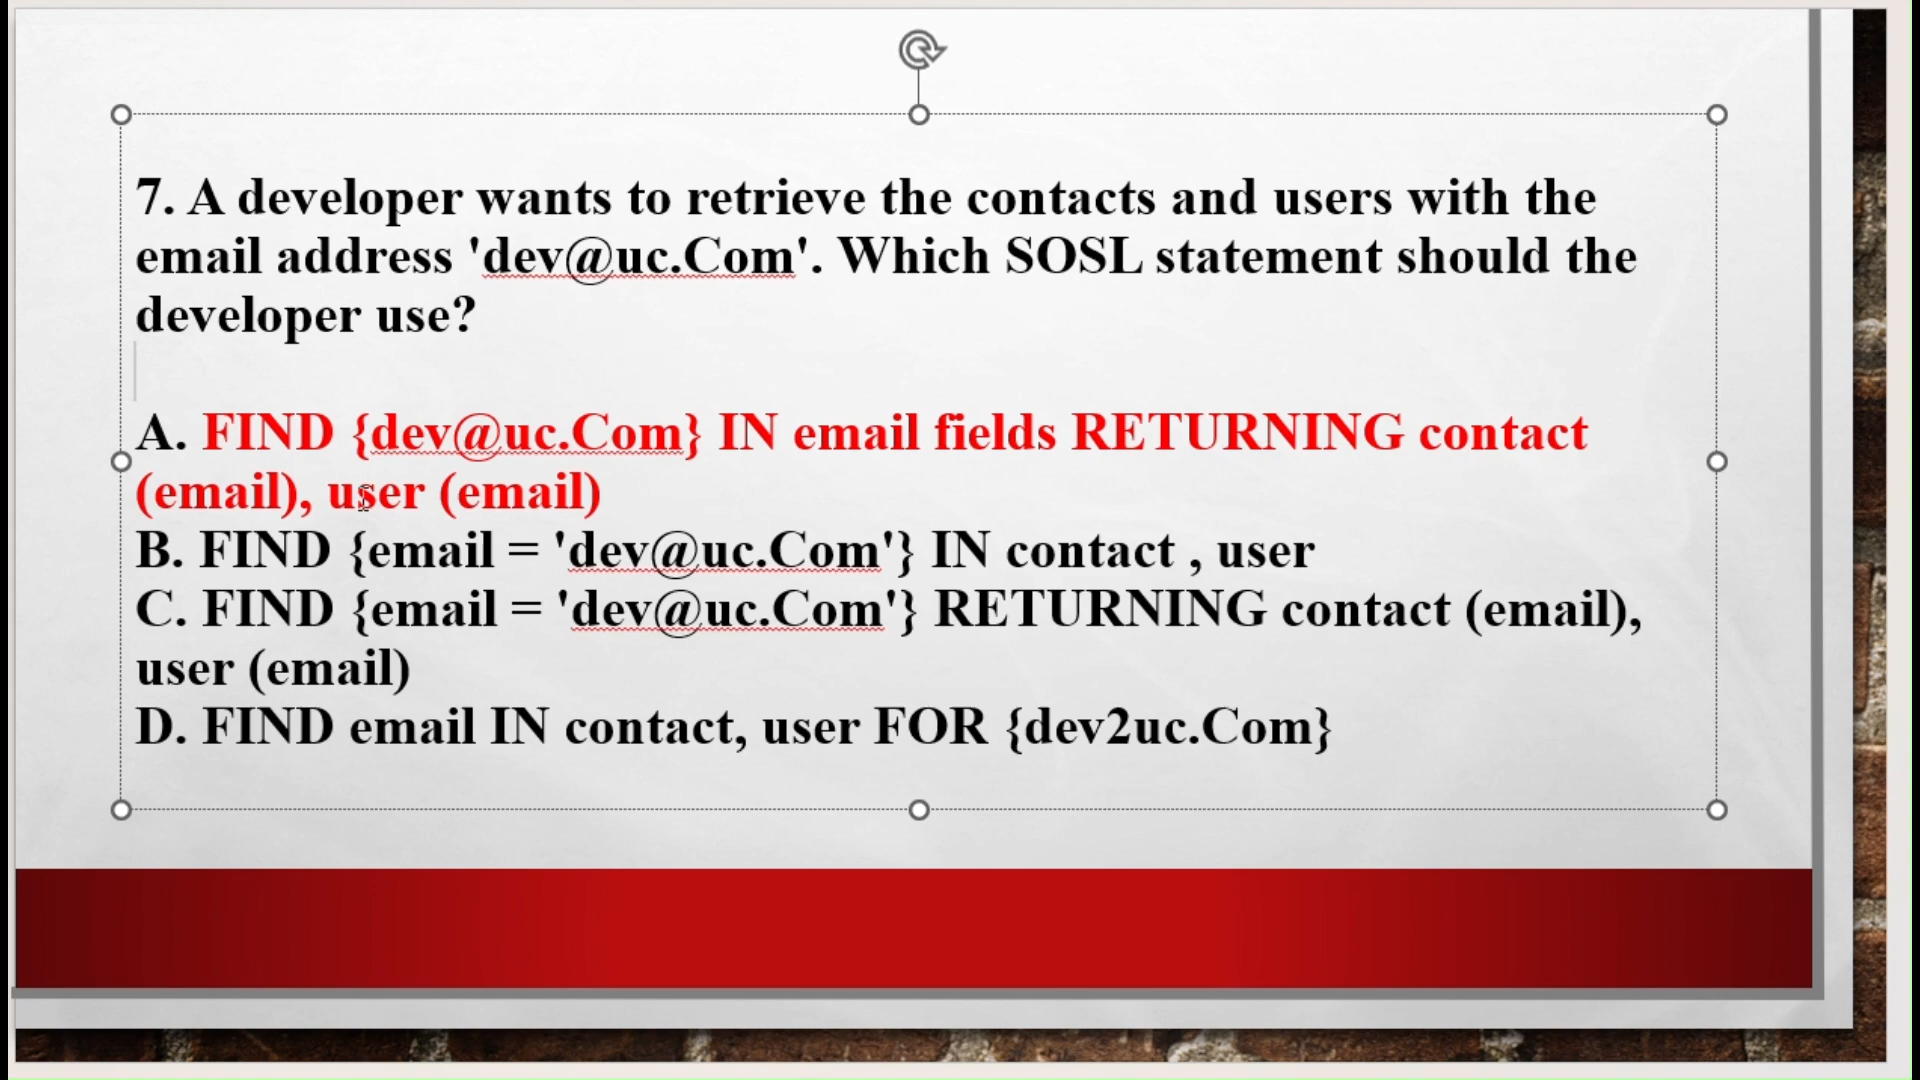 7. A developer wants to retrieve the contacts and users with the
email address 'dev@uc.Com'. Which SOSL statement should the
developer use?
A. FIND {dev@uc.Com} IN email fields RETURNING contact
(email), user (email)
B. FIND {email = 'dev@uc.Com'} IN contact , user
C. FIND {email = 'dev@uc.Com'} RETURNING contact (email),
user (email)
D. FIND email IN contact, user FOR {dev2uc.Com}